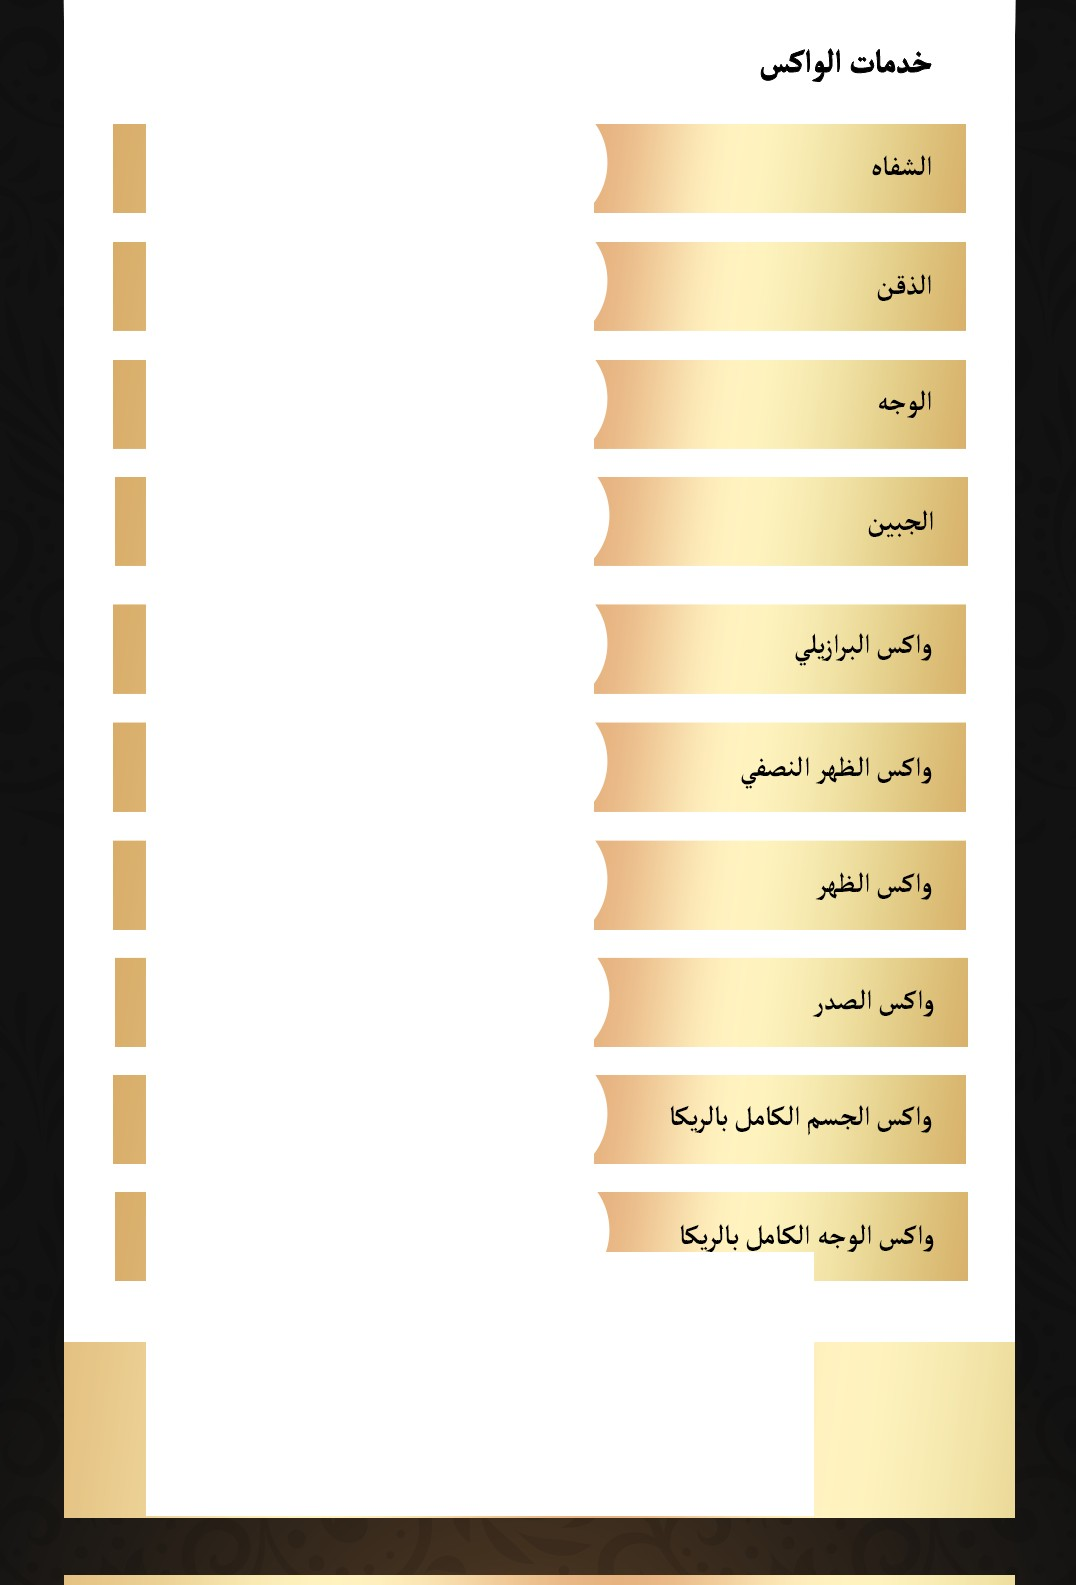 خدمات الواكس
الشفاه
الذقن
الوجه
الجبين
واكس البرازيلي
واكس الظهر النصفي
واكس الظهر
واكس الصدر
واكس الجسم الكامل بالريكا
واكس الوجه الكامل بالريكا